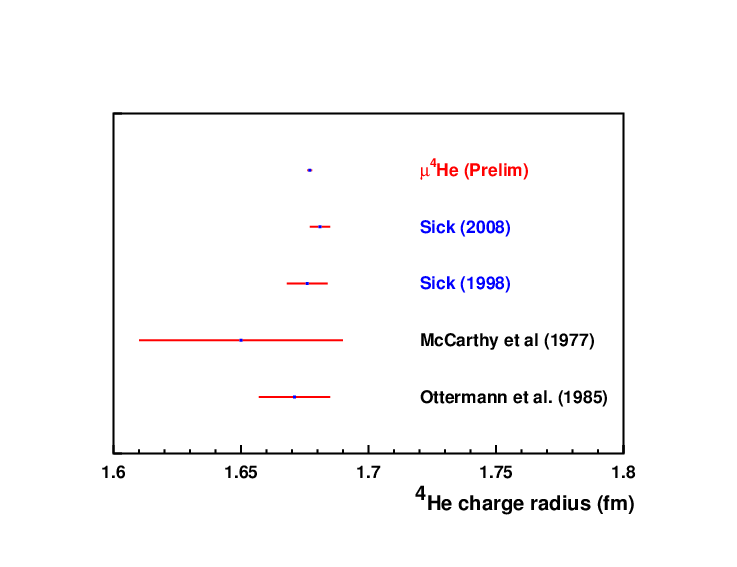 μ⁴He (Prelim)
Sick (2008)
Sick (1998)
McCarthy et al (1977)
Ottermann et al. (1985)
1.6 1.65 1.7 1.75 1.8
⁴He charge radius (fm)